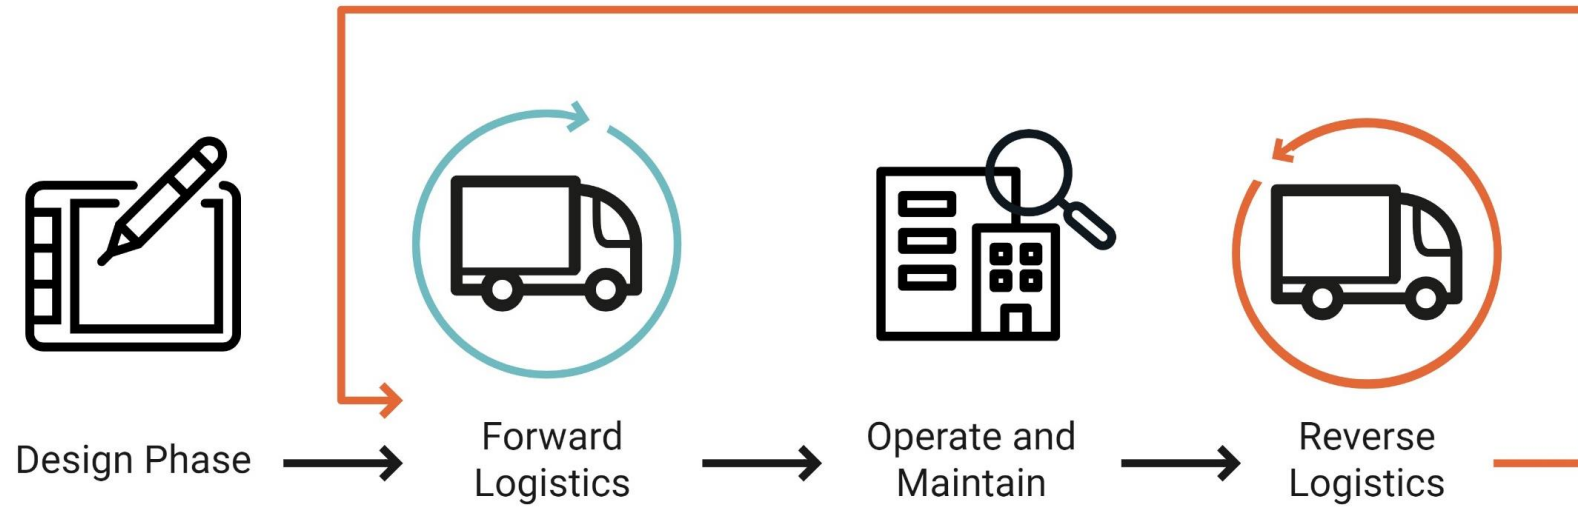 Design Phase
Forward
Logistics
Operate and
Maintain
Reverse
Logistics